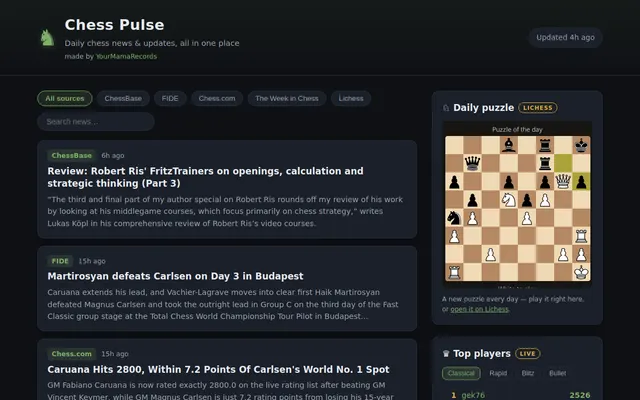 Chess Pulse
Daily chess news & updates, all in one place
made by YourMamaRecords
Updated 4h ago
All sources
ChessBase
FIDE
Chess.com
The Week in Chess
Lichess
Search news...
ChessBase 6h ago
Review: Robert Ris' FritzTrainers on openings, calculation and
strategic thinking (Part 3)
"The third and final part of my author special on Robert Ris rounds off my review of his work
by looking at his middlegame courses, which focus primarily on chess strategy," writes
Lukas Köpl in his comprehensive review of Robert Ris's video courses.
FIDE 15h ago
Martirosyan defeats Carlsen on Day 3 in Budapest
Caruana extends his lead, and Vachier-Lagrave moves into clear first Haik Martirosyan
defeated Magnus Carlsen and took the outright lead in Group C on the third day of the Fast
Classic group stage at the Total Chess World Championship Tour Pilot in Budapest...
Chess.com 15h ago
Caruana Hits 2800, Within 7.2 Points Of Carlsen's World No. 1 Spot
GM Fabiano Caruana is now rated exactly 2800.0 on the live rating list after beating GM
Vincent Keymer, while GM Magnus Carlsen is just 7.2 rating points from losing his 15-year
Daily puzzle LICHESS
Puzzle of the day
A new puzzle every day — play it right here,
or open it on Lichess.
Top players LIVE
Classical
Rapid
Blitz
Bullet
1 gek76 2526